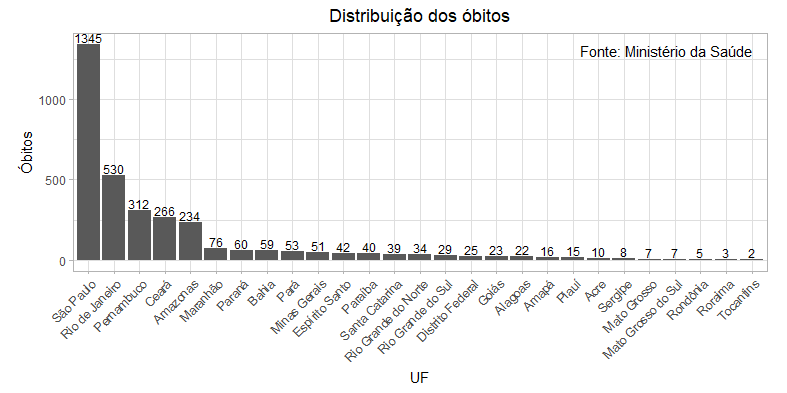 Distribuição dos óbitos
Fonte: Ministério da Saúde
Óbitos
1000
500
0
1345
530
312
266
234
76
60
59
53
51
42
40
39
34
29
25
23
22
16
15
10
8
7
7
5
3
2
São Paulo
Rio de Janeiro
Pernambuco
Ceará
Amazonas
Maranhão
Paraná
Bahia
Pará
Minas Gerais
Espírito Santo
Paraíba
Santa Catarina
Rio Grande do Norte
Rio Grande do Sul
Distrito Federal
Goiás
Alagoas
Amapá
Piauí
Acre
Sergipe
Mato Grosso
Mato Grosso do Sul
Rondônia
Roraima
Tocantins
UF